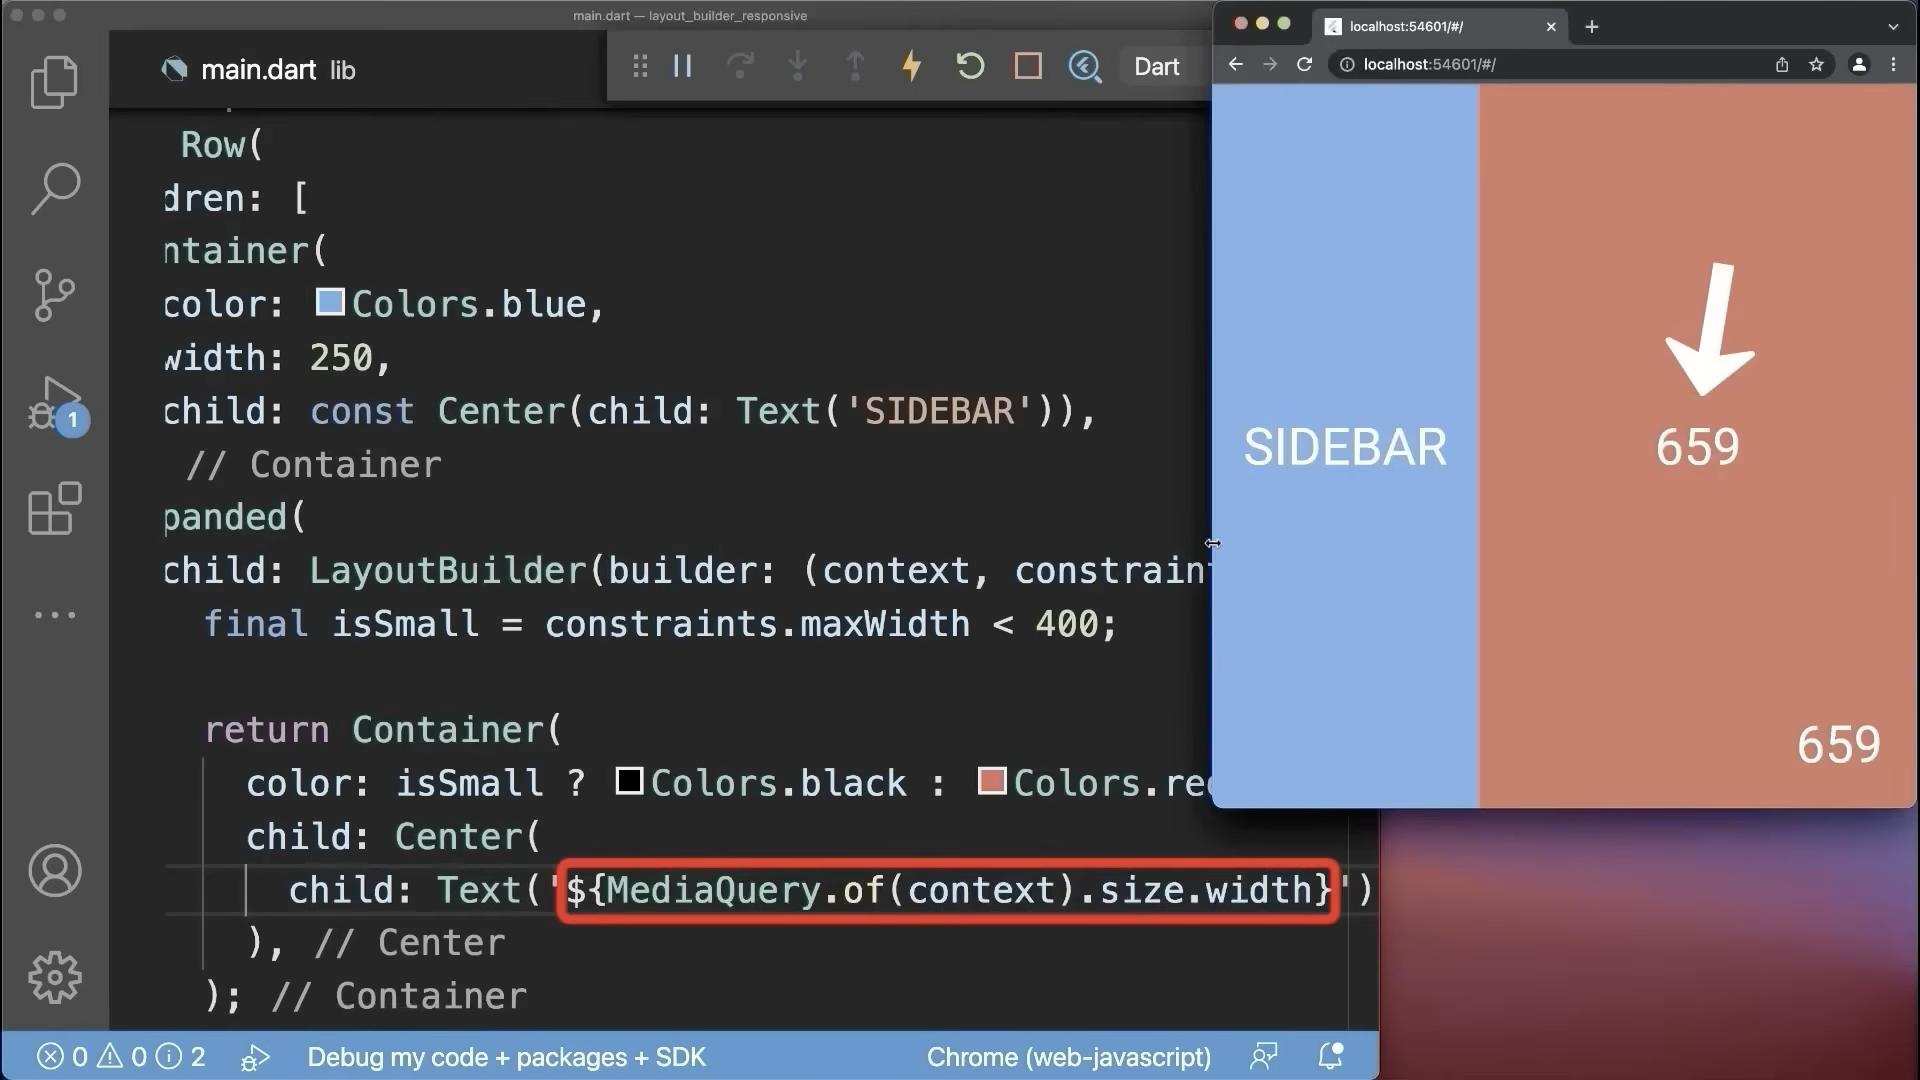 main.dart — layout_builder_responsive
main.dart lib
Dart
Row(
dren: [
ntainer(
color: Colors.blue,
width: 250,
child: const Center(child: Text('SIDEBAR')),
// Container
panded(
child: LayoutBuilder(builder: (context, constraint
final isSmall = constraints.maxWidth < 400;
return Container(
color: isSmall ? Colors.black : Colors.red
child: Center(
child: Text('${MediaQuery.of(context).size.width}')
), // Center
); // Container
1
0 0 2 Debug my code + packages + SDK Chrome (web-javascript)
localhost:54601/#/
localhost:54601/#/
SIDEBAR
659
659